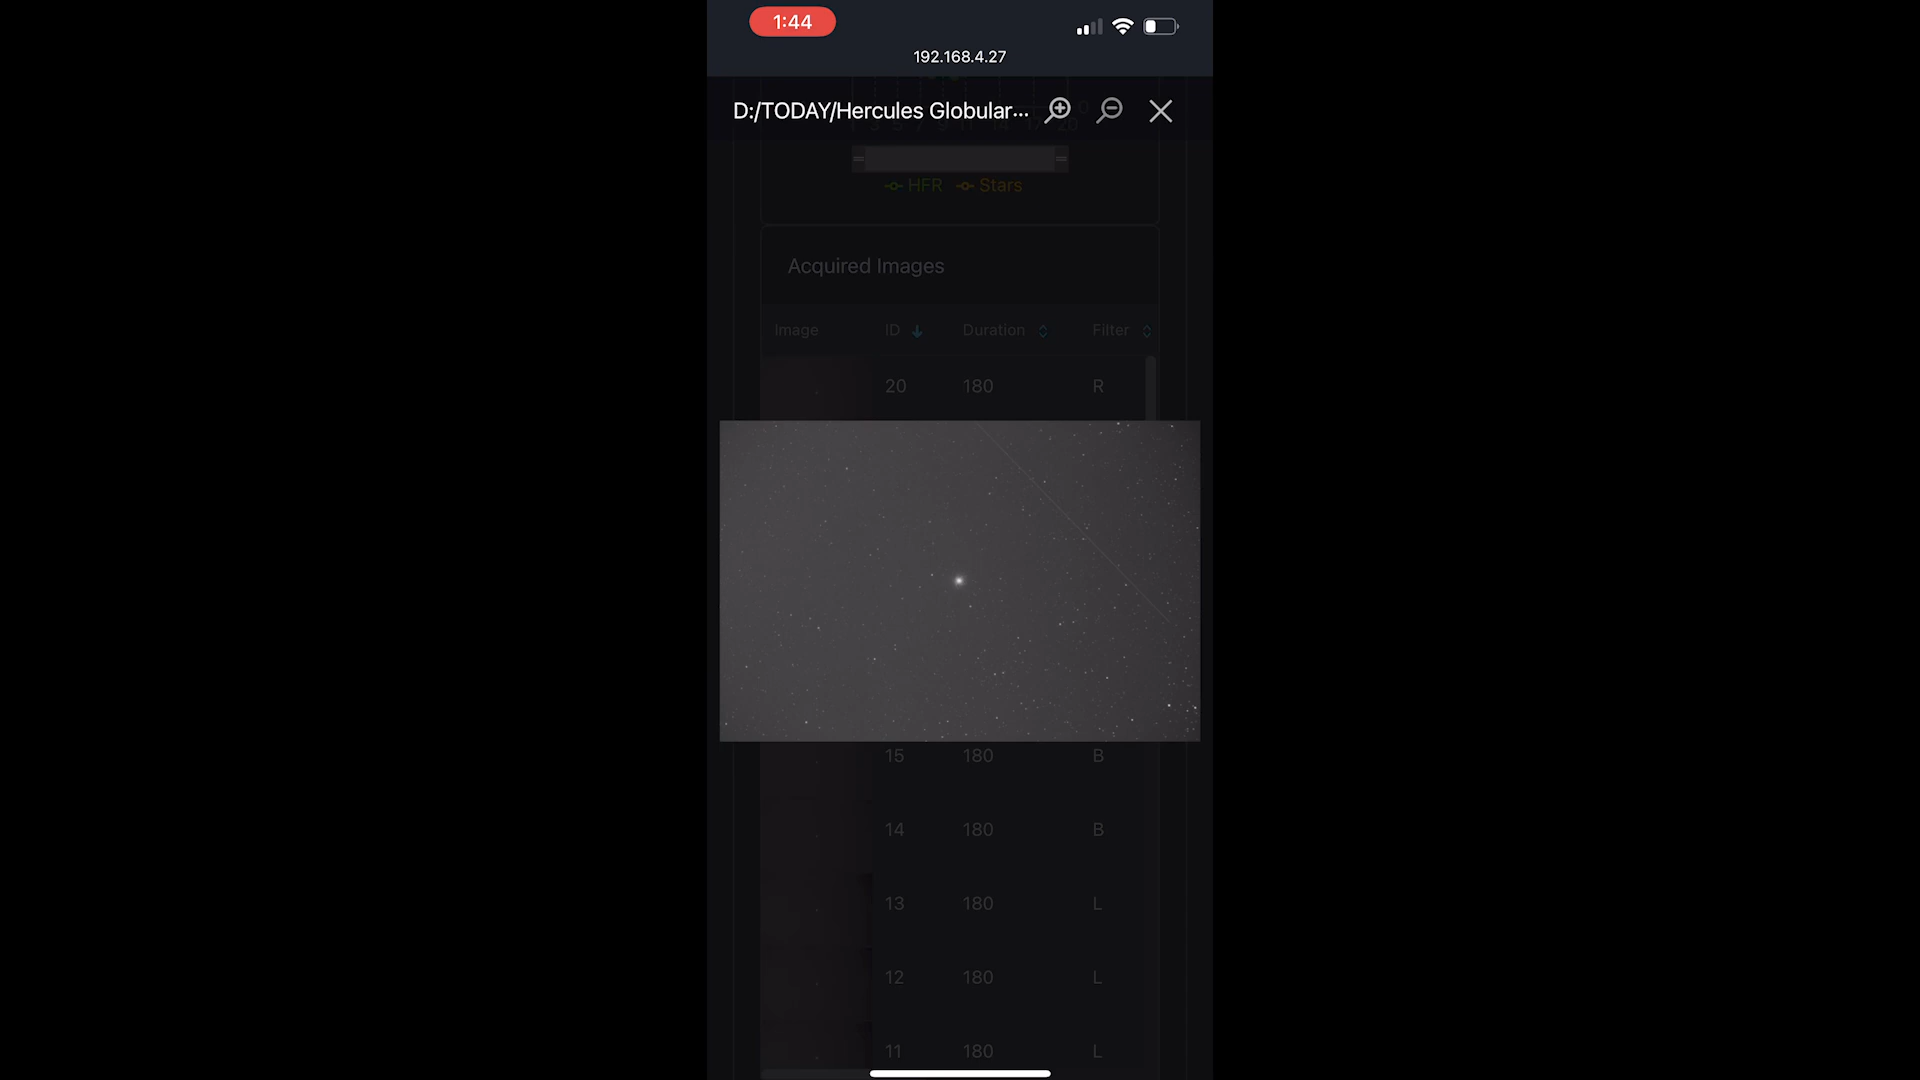 1:44
192.168.4.27
D:/TODAY/Hercules Globular...
HFR Stars
Acquired Images
Image ID Duration Filter
20 180 R
15 180 B
14 180 B
13 180 L
12 180 L
11 180 L